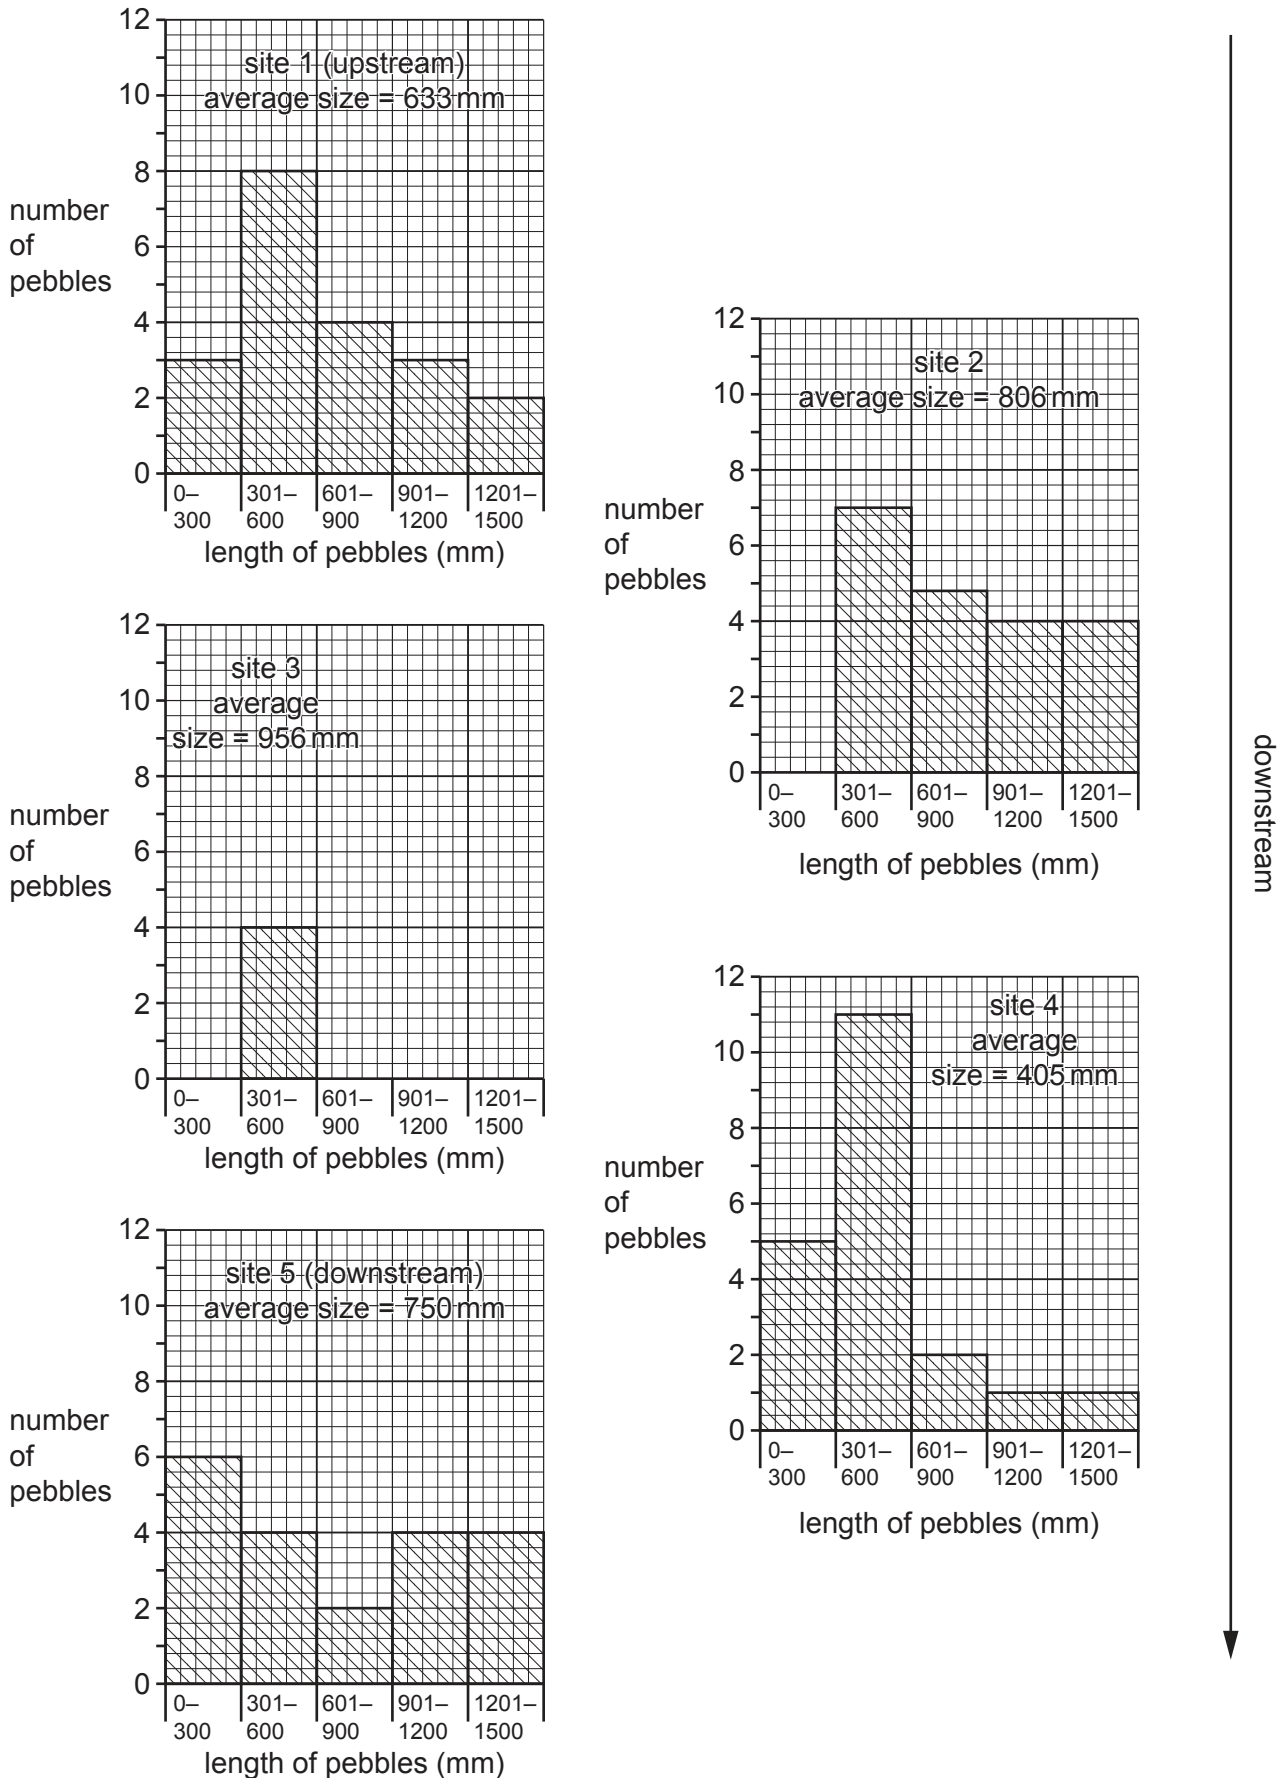 12
10
8
6
4
2
0
site 1 (upstream)
average size = 633 mm
number
of
pebbles
0–
300
301–
600
601–
900
901–
1200
1201–
1500
length of pebbles (mm)
12
10
8
6
4
2
0
site 2
average size = 806 mm
number
of
pebbles
0–
300
301–
600
601–
900
901–
1200
1201–
1500
length of pebbles (mm)
12
10
8
6
4
2
0
site 3
average
size = 956 mm
number
of
pebbles
0–
300
301–
600
601–
900
901–
1200
1201–
1500
length of pebbles (mm)
12
10
8
6
4
2
0
site 4
average
size = 405 mm
number
of
pebbles
0–
300
301–
600
601–
900
901–
1200
1201–
1500
length of pebbles (mm)
12
10
8
6
4
2
0
site 5 (downstream)
average size = 750 mm
number
of
pebbles
0–
300
301–
600
601–
900
901–
1200
1201–
1500
length of pebbles (mm)
downstream